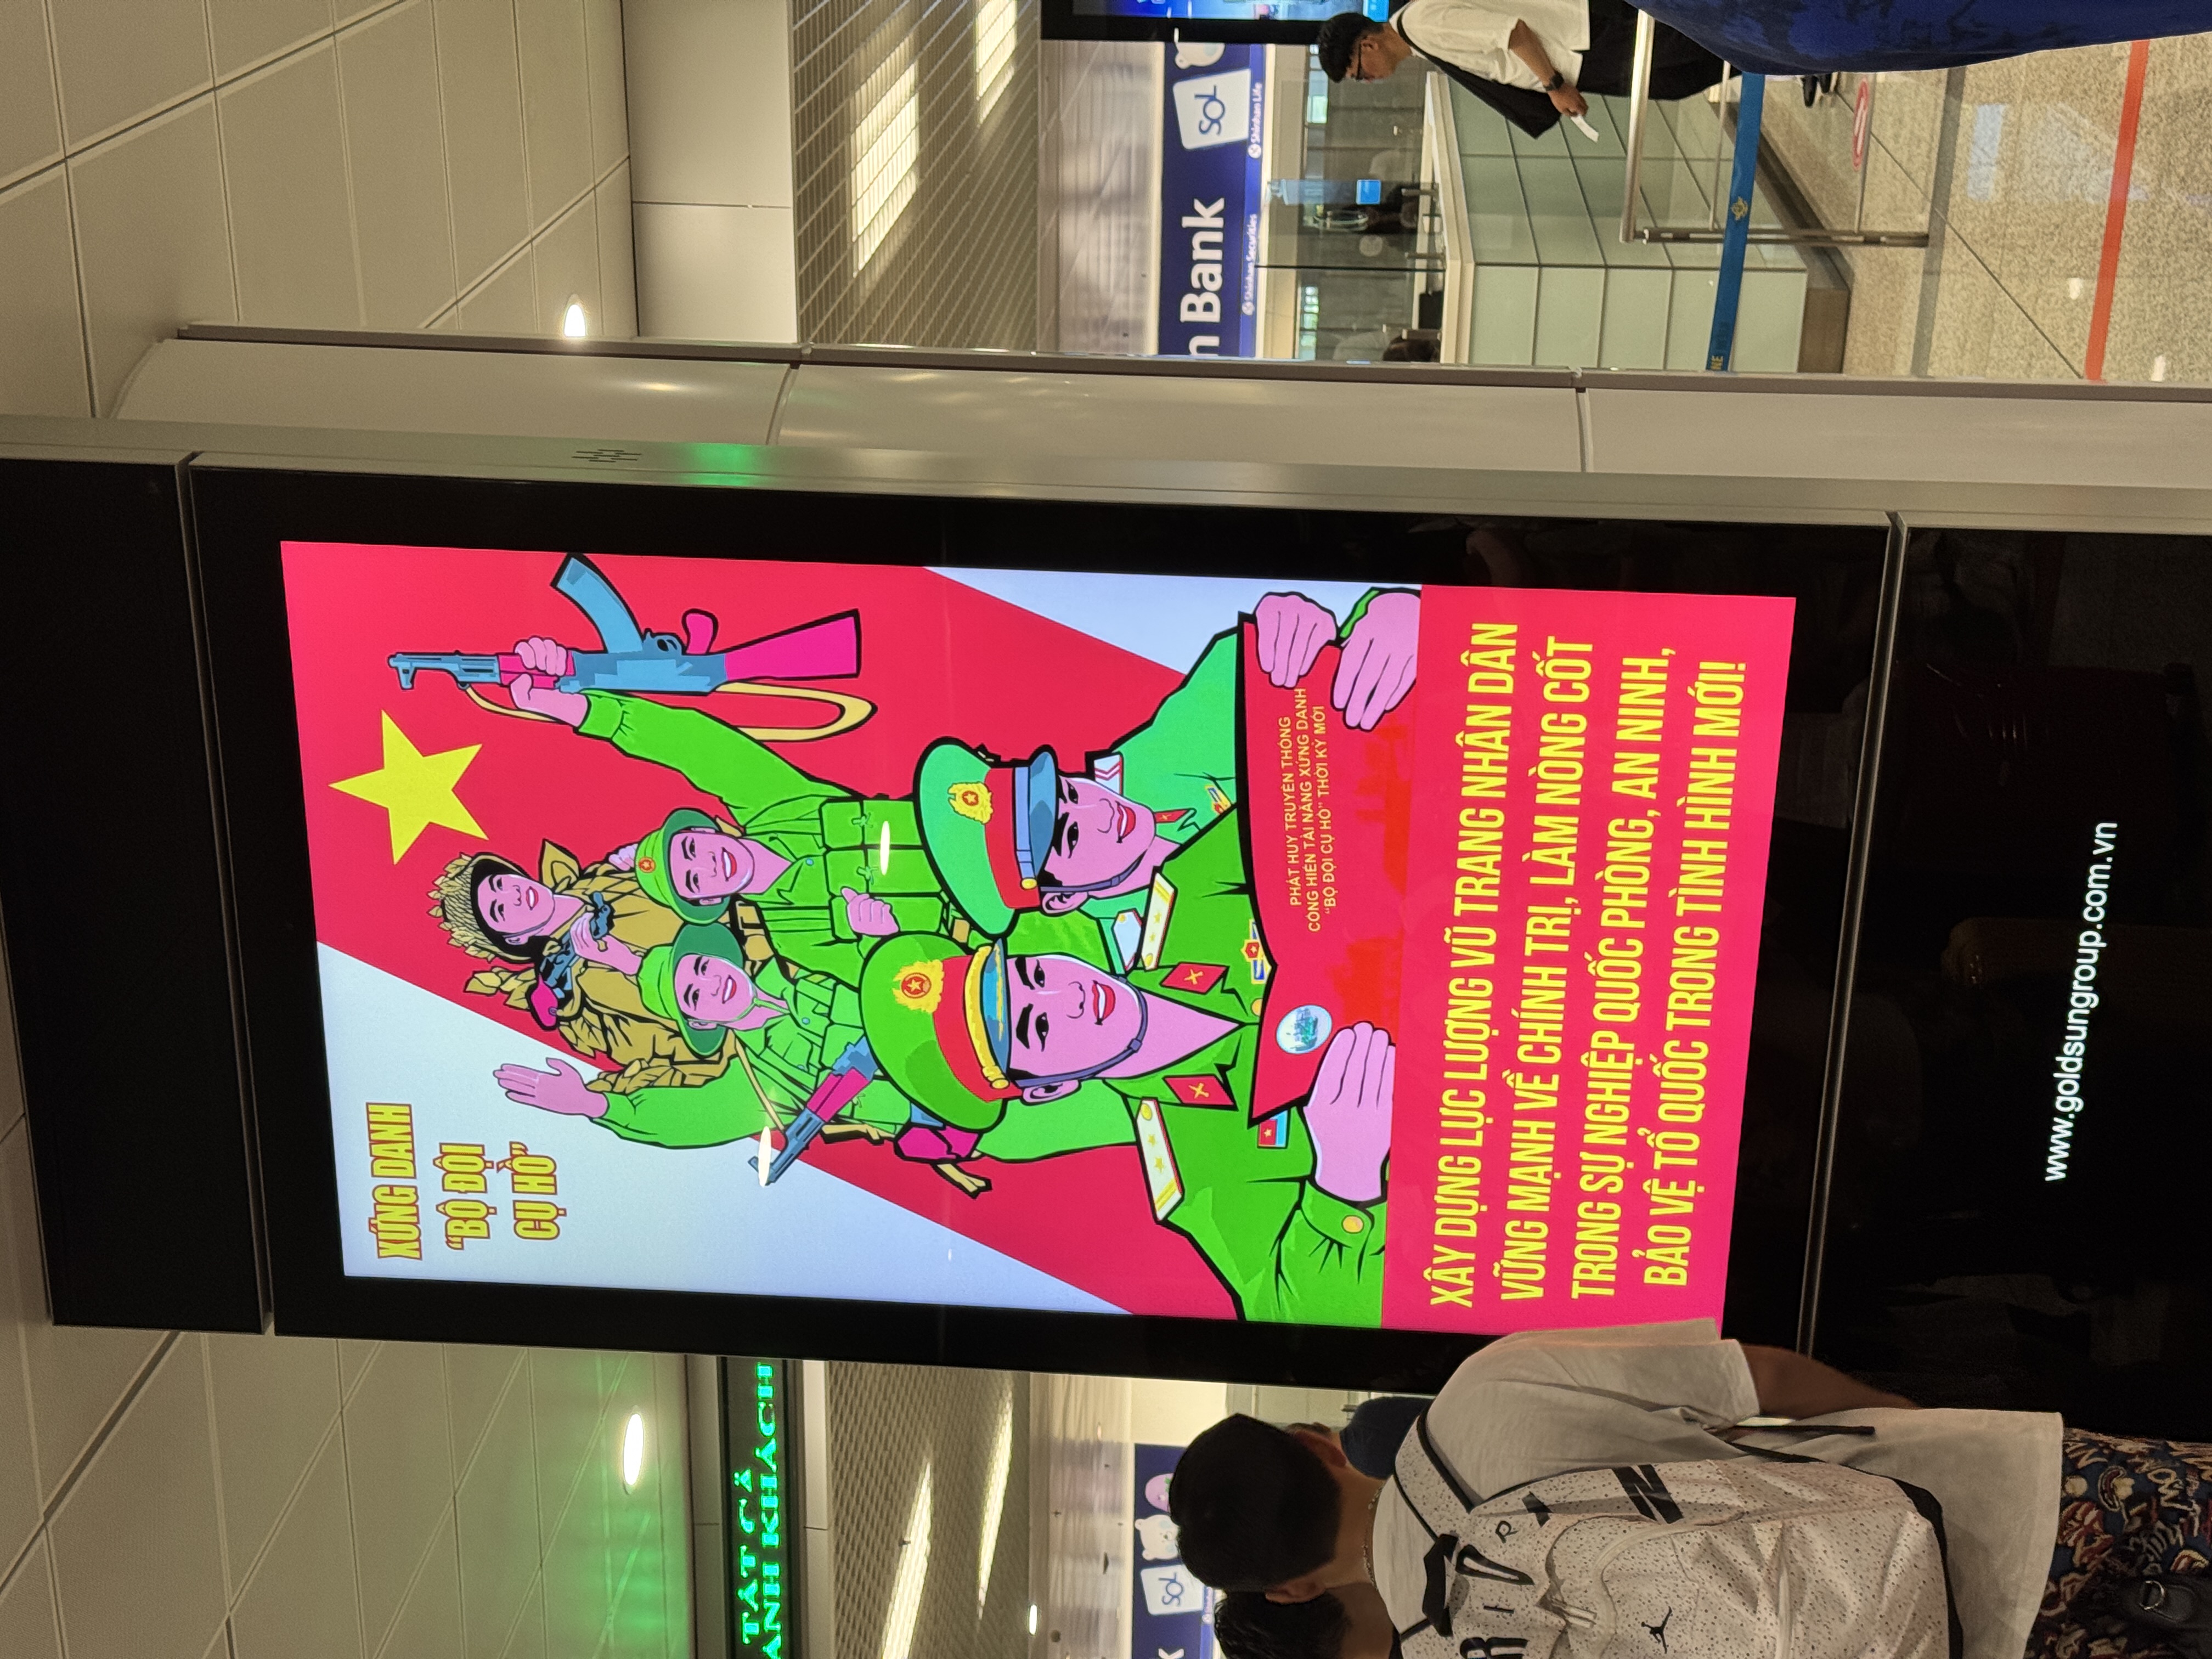 XỨNG DANH
"BỘ ĐỘI
CỤ HỒ"
TẤT CẢ
ANH KHÁCH
PHÁT HUY TRUYỀN THỐNG
CỐNG HIẾN TÀI NĂNG XỨNG DANH
"BỘ ĐỘI CỤ HỒ" THỜI KỲ MỚI
XÂY DỰNG LỰC LƯỢNG VŨ TRANG NHÂN DÂN
VỮNG MẠNH VỀ CHÍNH TRỊ, LÀM NÒNG CỐT
TRONG SỰ NGHIỆP QUỐC PHÒNG, AN NINH,
BẢO VỆ TỔ QUỐC TRONG TÌNH HÌNH MỚI!
www.goldsungroup.com.vn
SOL
n Bank
SOL
Shinhan Securities
Shinhan Life
NE